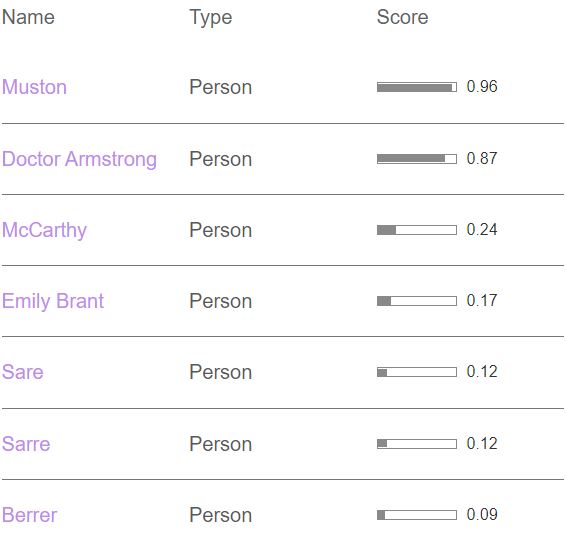 Name Type Score
Muston Person 0.96
Doctor Armstrong Person 0.87
McCarthy Person 0.24
Emily Brant Person 0.17
Sare Person 0.12
Sarre Person 0.12
Berrer Person 0.09